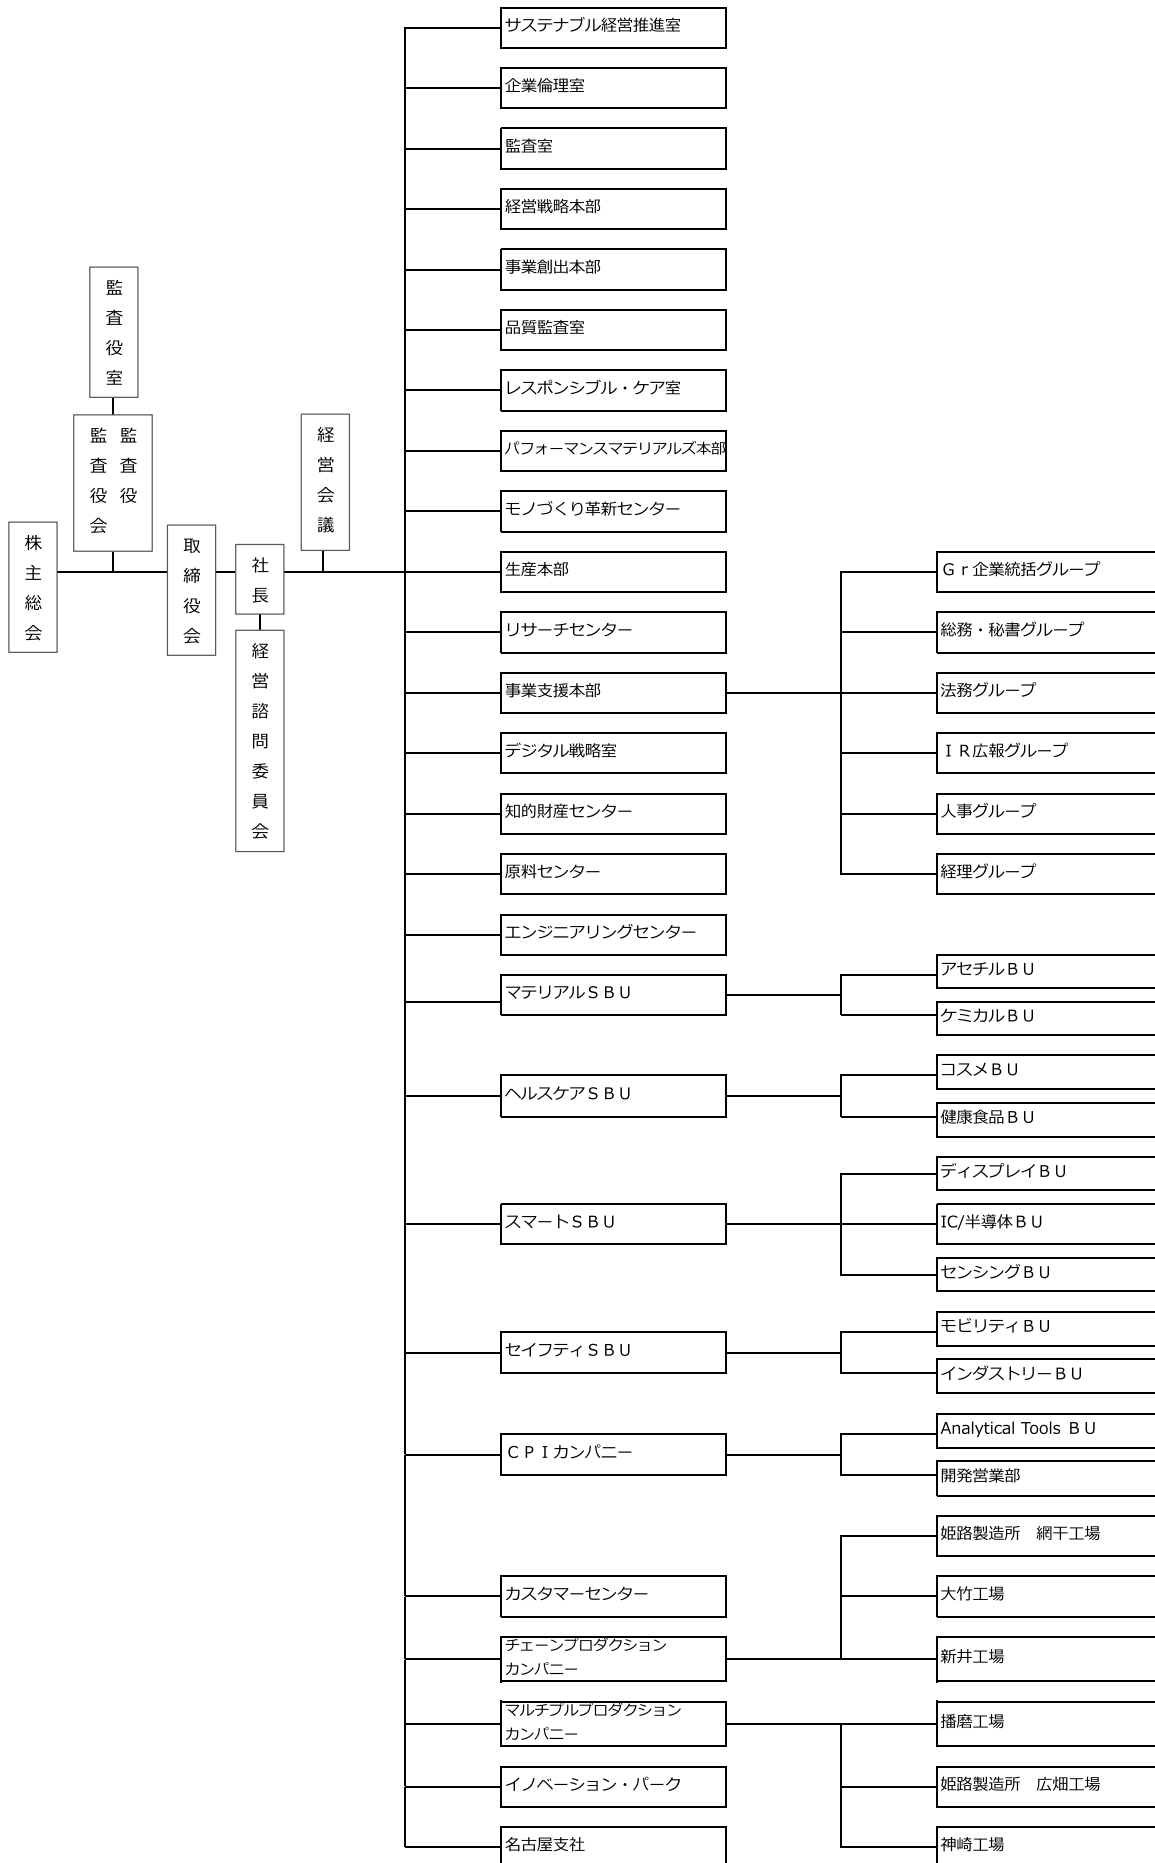 監査役室
監査役
監査役会
株主総会
取締役会
社長
経営諮問委員会
経営会議
サステナブル経営推進室
企業倫理室
監査室
経営戦略本部
事業創出本部
品質監査室
レスポンシブル・ケア室
パフォーマンスマテリアルズ本部
モノづくり革新センター
生産本部
リサーチセンター
事業支援本部
Ｇｒ企業統括グループ
総務・秘書グループ
法務グループ
ＩＲ広報グループ
人事グループ
経理グループ
デジタル戦略室
知的財産センター
原料センター
エンジニアリングセンター
マテリアルＳＢＵ
アセチルＢＵ
ケミカルＢＵ
ヘルスケアＳＢＵ
コスメＢＵ
健康食品ＢＵ
スマートＳＢＵ
ディスプレイＢＵ
IC/半導体ＢＵ
センシングＢＵ
セイフティＳＢＵ
モビリティＢＵ
インダストリーＢＵ
ＣＰＩカンパニー
Analytical Tools ＢＵ
開発営業部
カスタマーセンター
チェーンプロダクション
カンパニー
姫路製造所　網干工場
大竹工場
新井工場
マルチプルプロダクション
カンパニー
播磨工場
姫路製造所　広畑工場
神崎工場
イノベーション・パーク
名古屋支社